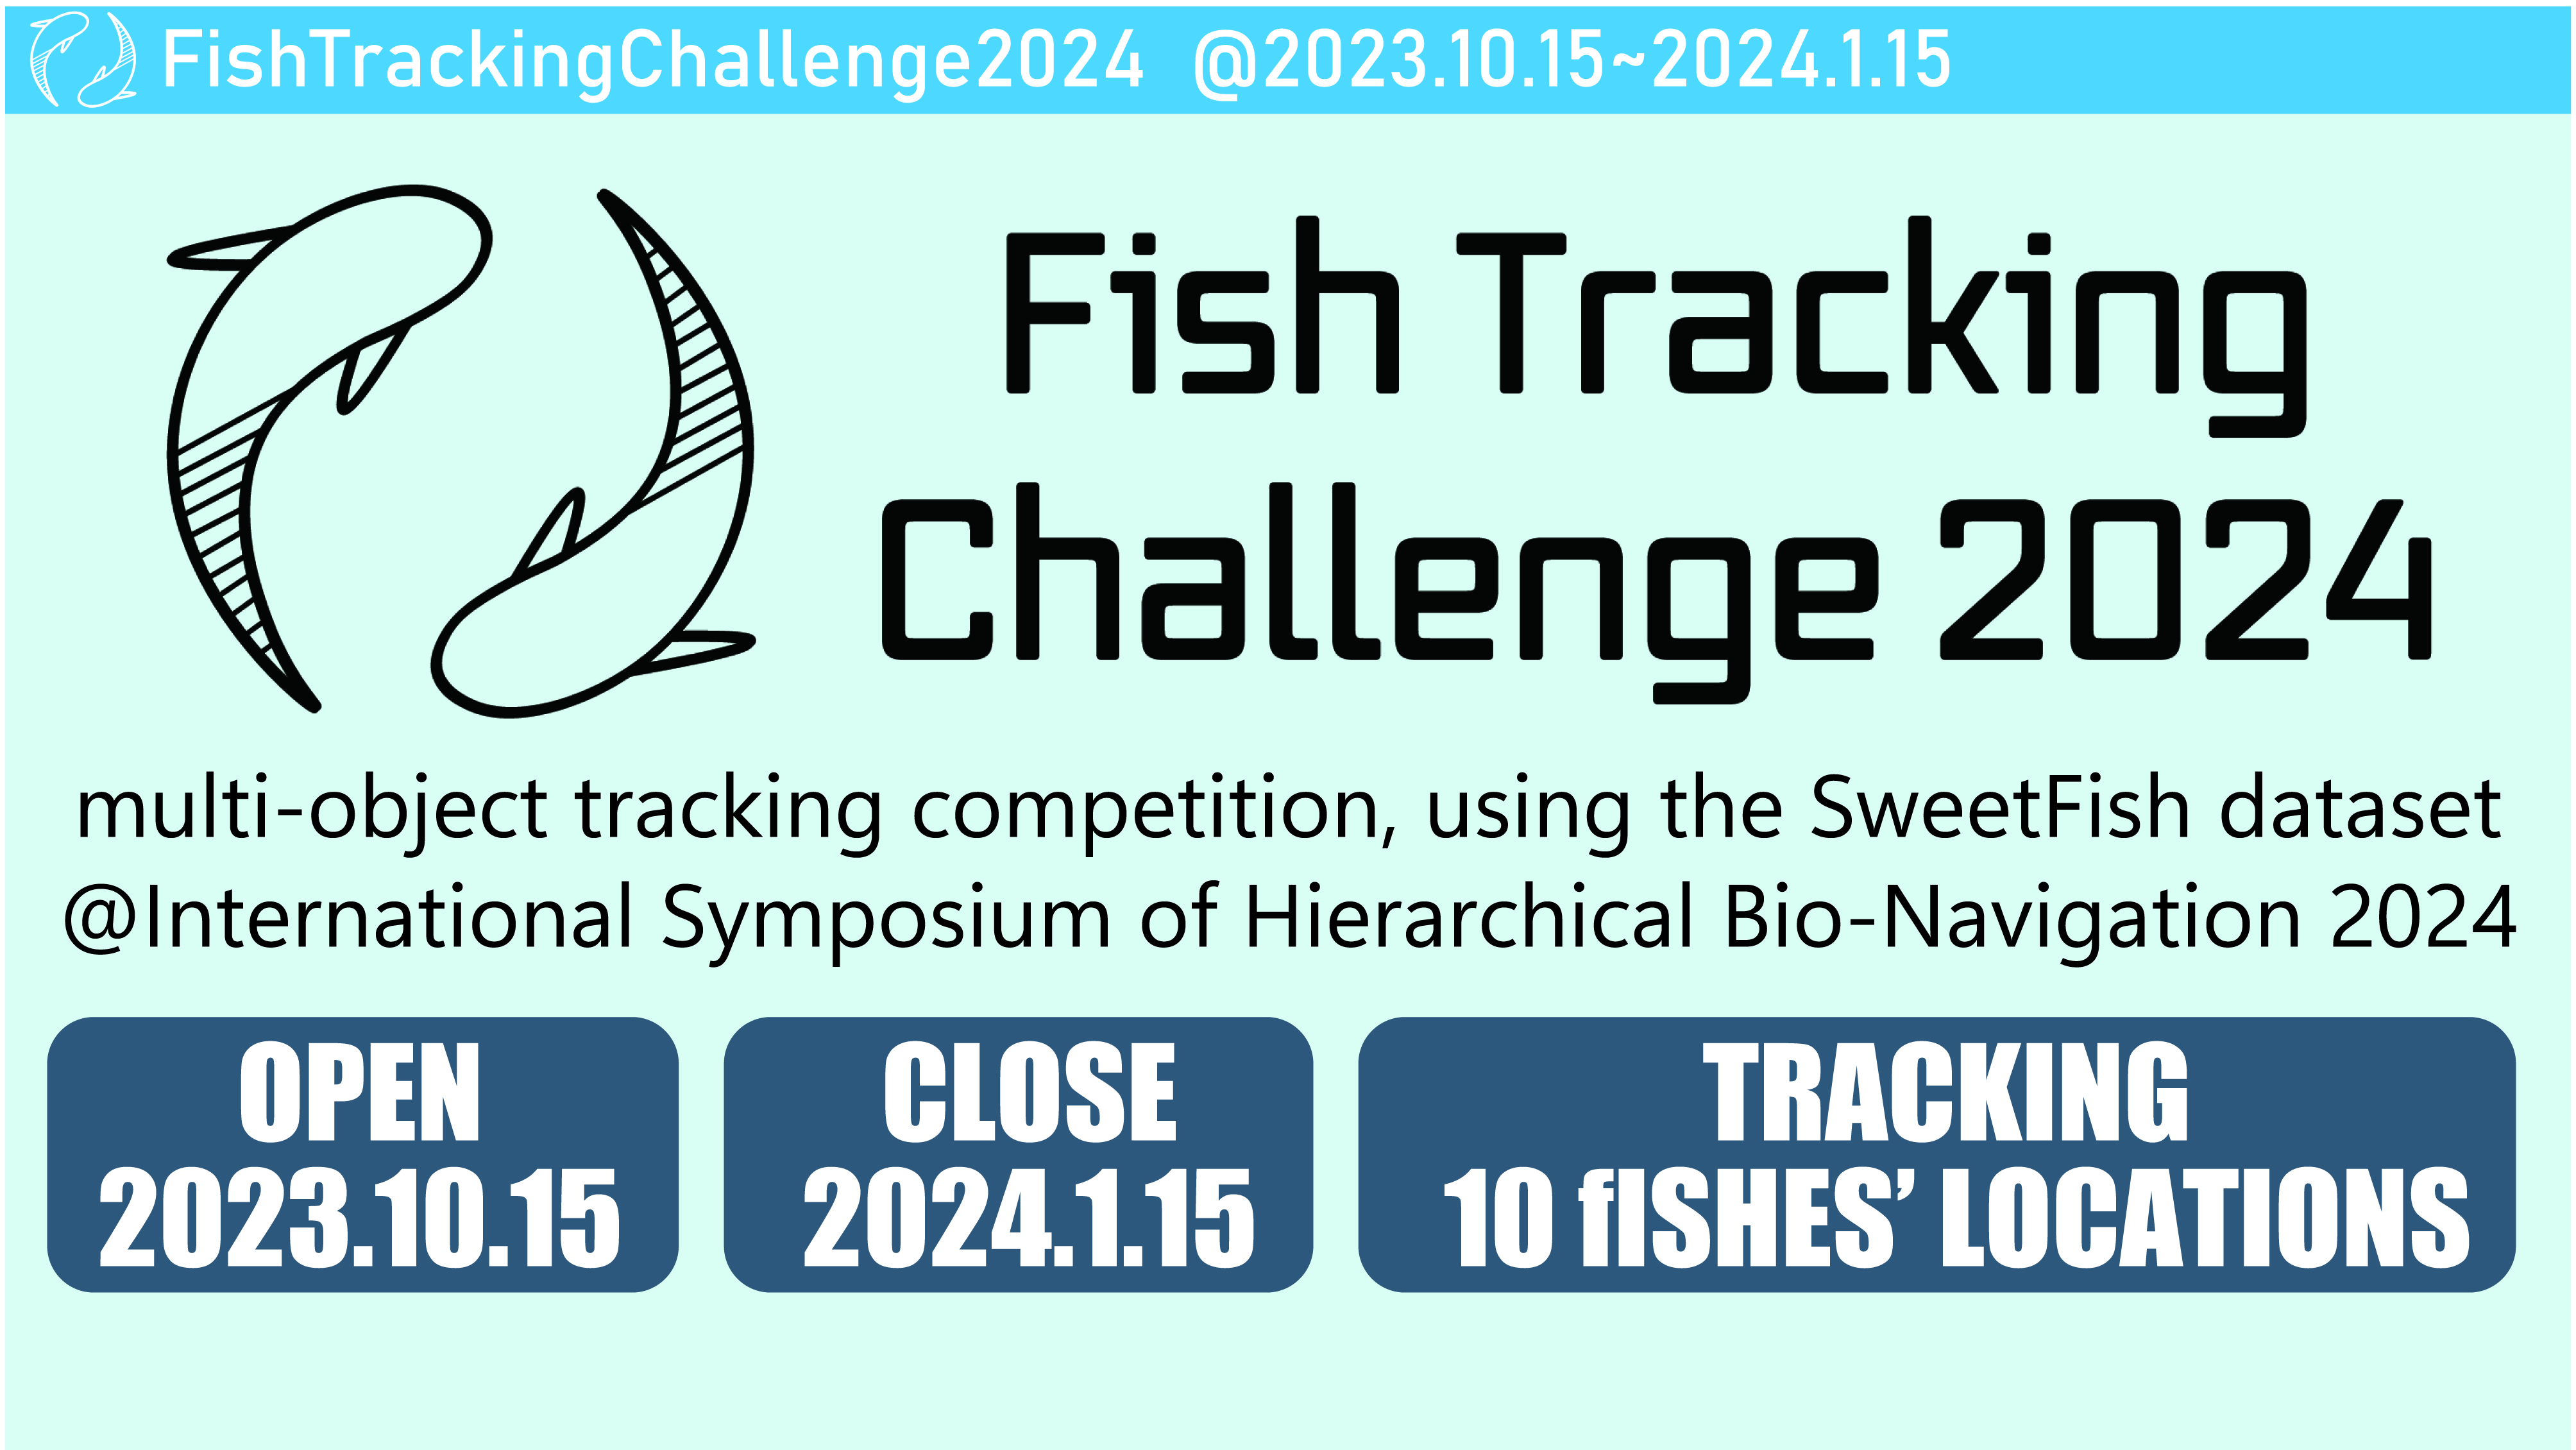 FishTrackingChallenge2024 @2023.10.15~2024.1.15
Fish Tracking
Challenge 2024
multi-object tracking competition, using the SweetFish dataset
@International Symposium of Hierarchical Bio-Navigation 2024
OPEN
2023.10.15
CLOSE
2024.1.15
TRACKING
10 fISHES’ LOCATIONS